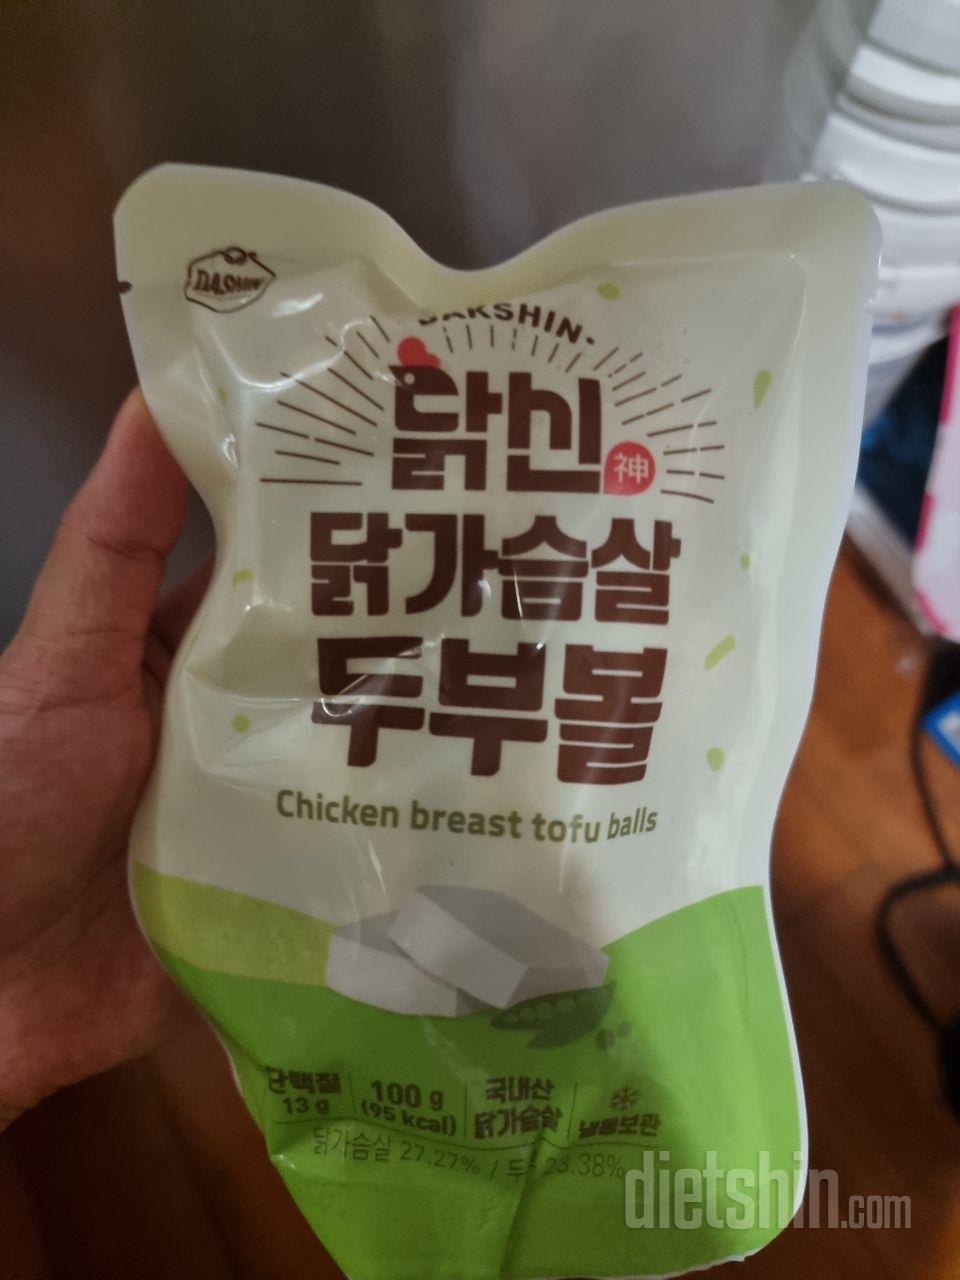 DASHIN
DAKSHIN
닭신
神
닭가슴살
두부볼
Chicken breast tofu balls
단백질
13 g
100 g
(95 kcal)
국내산
닭가슴살
냉동보관
닭가슴살 27.27% / 두부 23.38%
dietshin.com